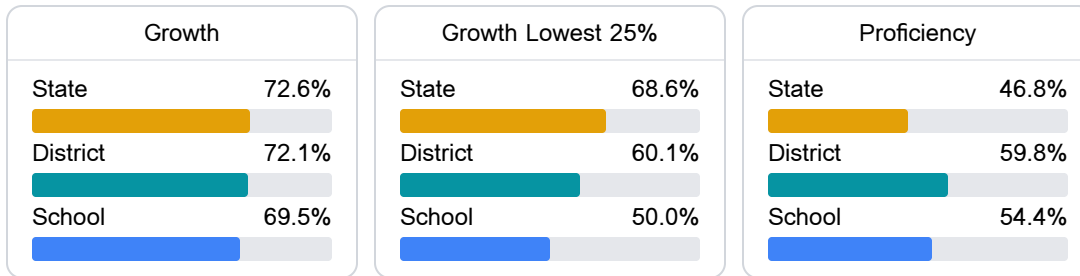 Growth
State 72.6%
District 72.1%
School 69.5%
Growth Lowest 25%
State 68.6%
District 60.1%
School 50.0%
Proficiency
State 46.8%
District 59.8%
School 54.4%